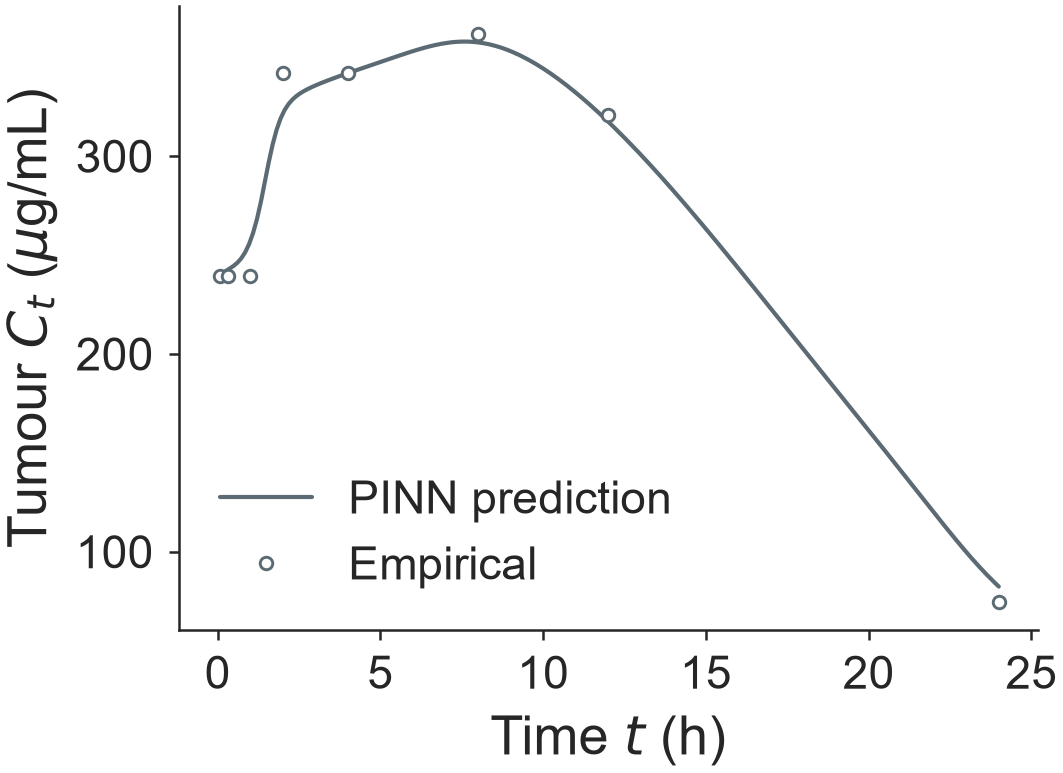 Tumour Cₜ (μg/mL)
300
200
100
PINN prediction
Empirical
0 5 10 15 20 25
Time t (h)